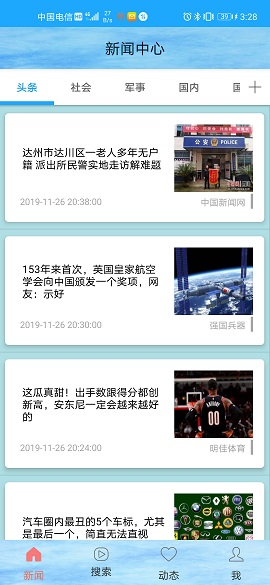 中国电信 HD 4G 27 B/s 39 3:28
新闻中心
头条 社会 军事 国内
达州市达川区一老人多年无户
籍 派出所民警实地走访解难题
公安 POLICE
2019-11-26 20:38:00 中国新闻网
153年来首次，英国皇家航空
学会向中国颁发一个奖项，网
友：示好
2019-11-26 20:30:00 强国兵器
这瓜真甜！出手数跟得分都创
新高，安东尼一定会越来越好
的
00
2019-11-26 20:24:00 明佳体育
汽车圈内最丑的5个车标，尤其
是最后一个，简直无法直视
新闻 搜索 动态 我